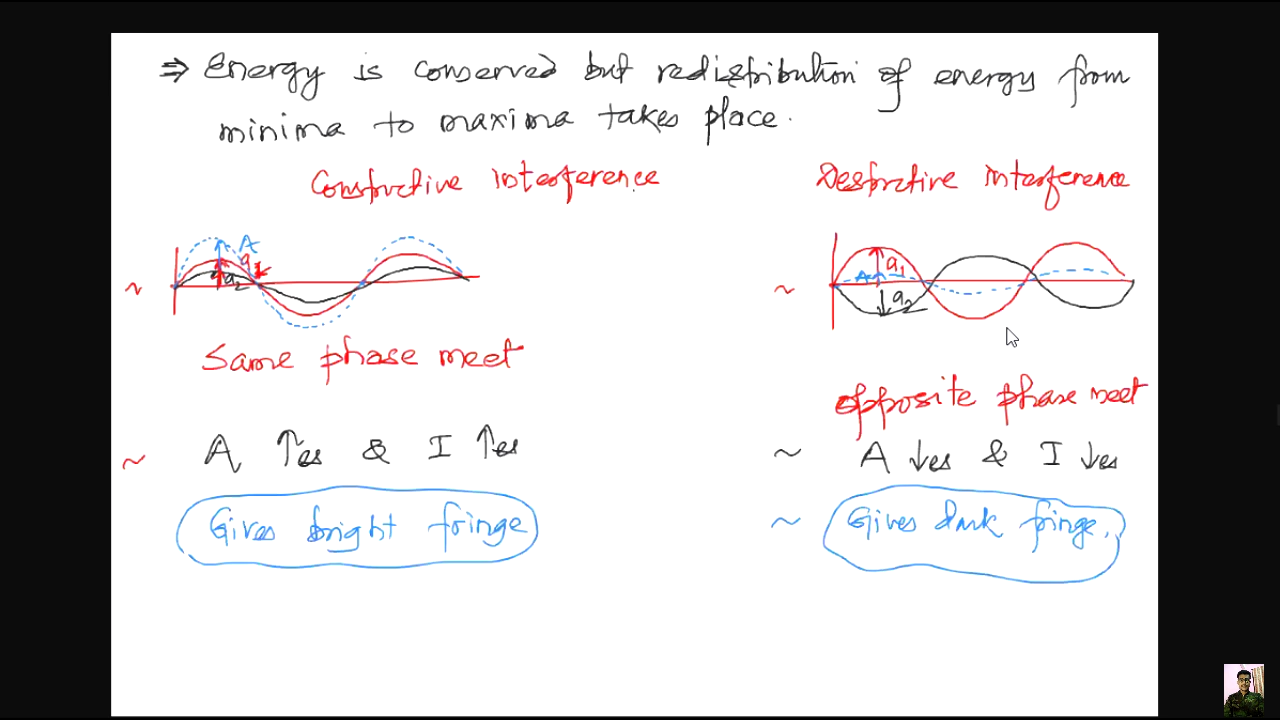 ⇒ Energy is conserved but redistribution of energy from
minima to maxima takes place.
Constructive interference
Destructive interference
~ A a1 a2
~ a1 A a2
Same phase meet
opposite phase meet
~ A ↑es & I ↑es
~ A ↓es & I ↓es
Gives bright fringe
~ Gives dark fringe.